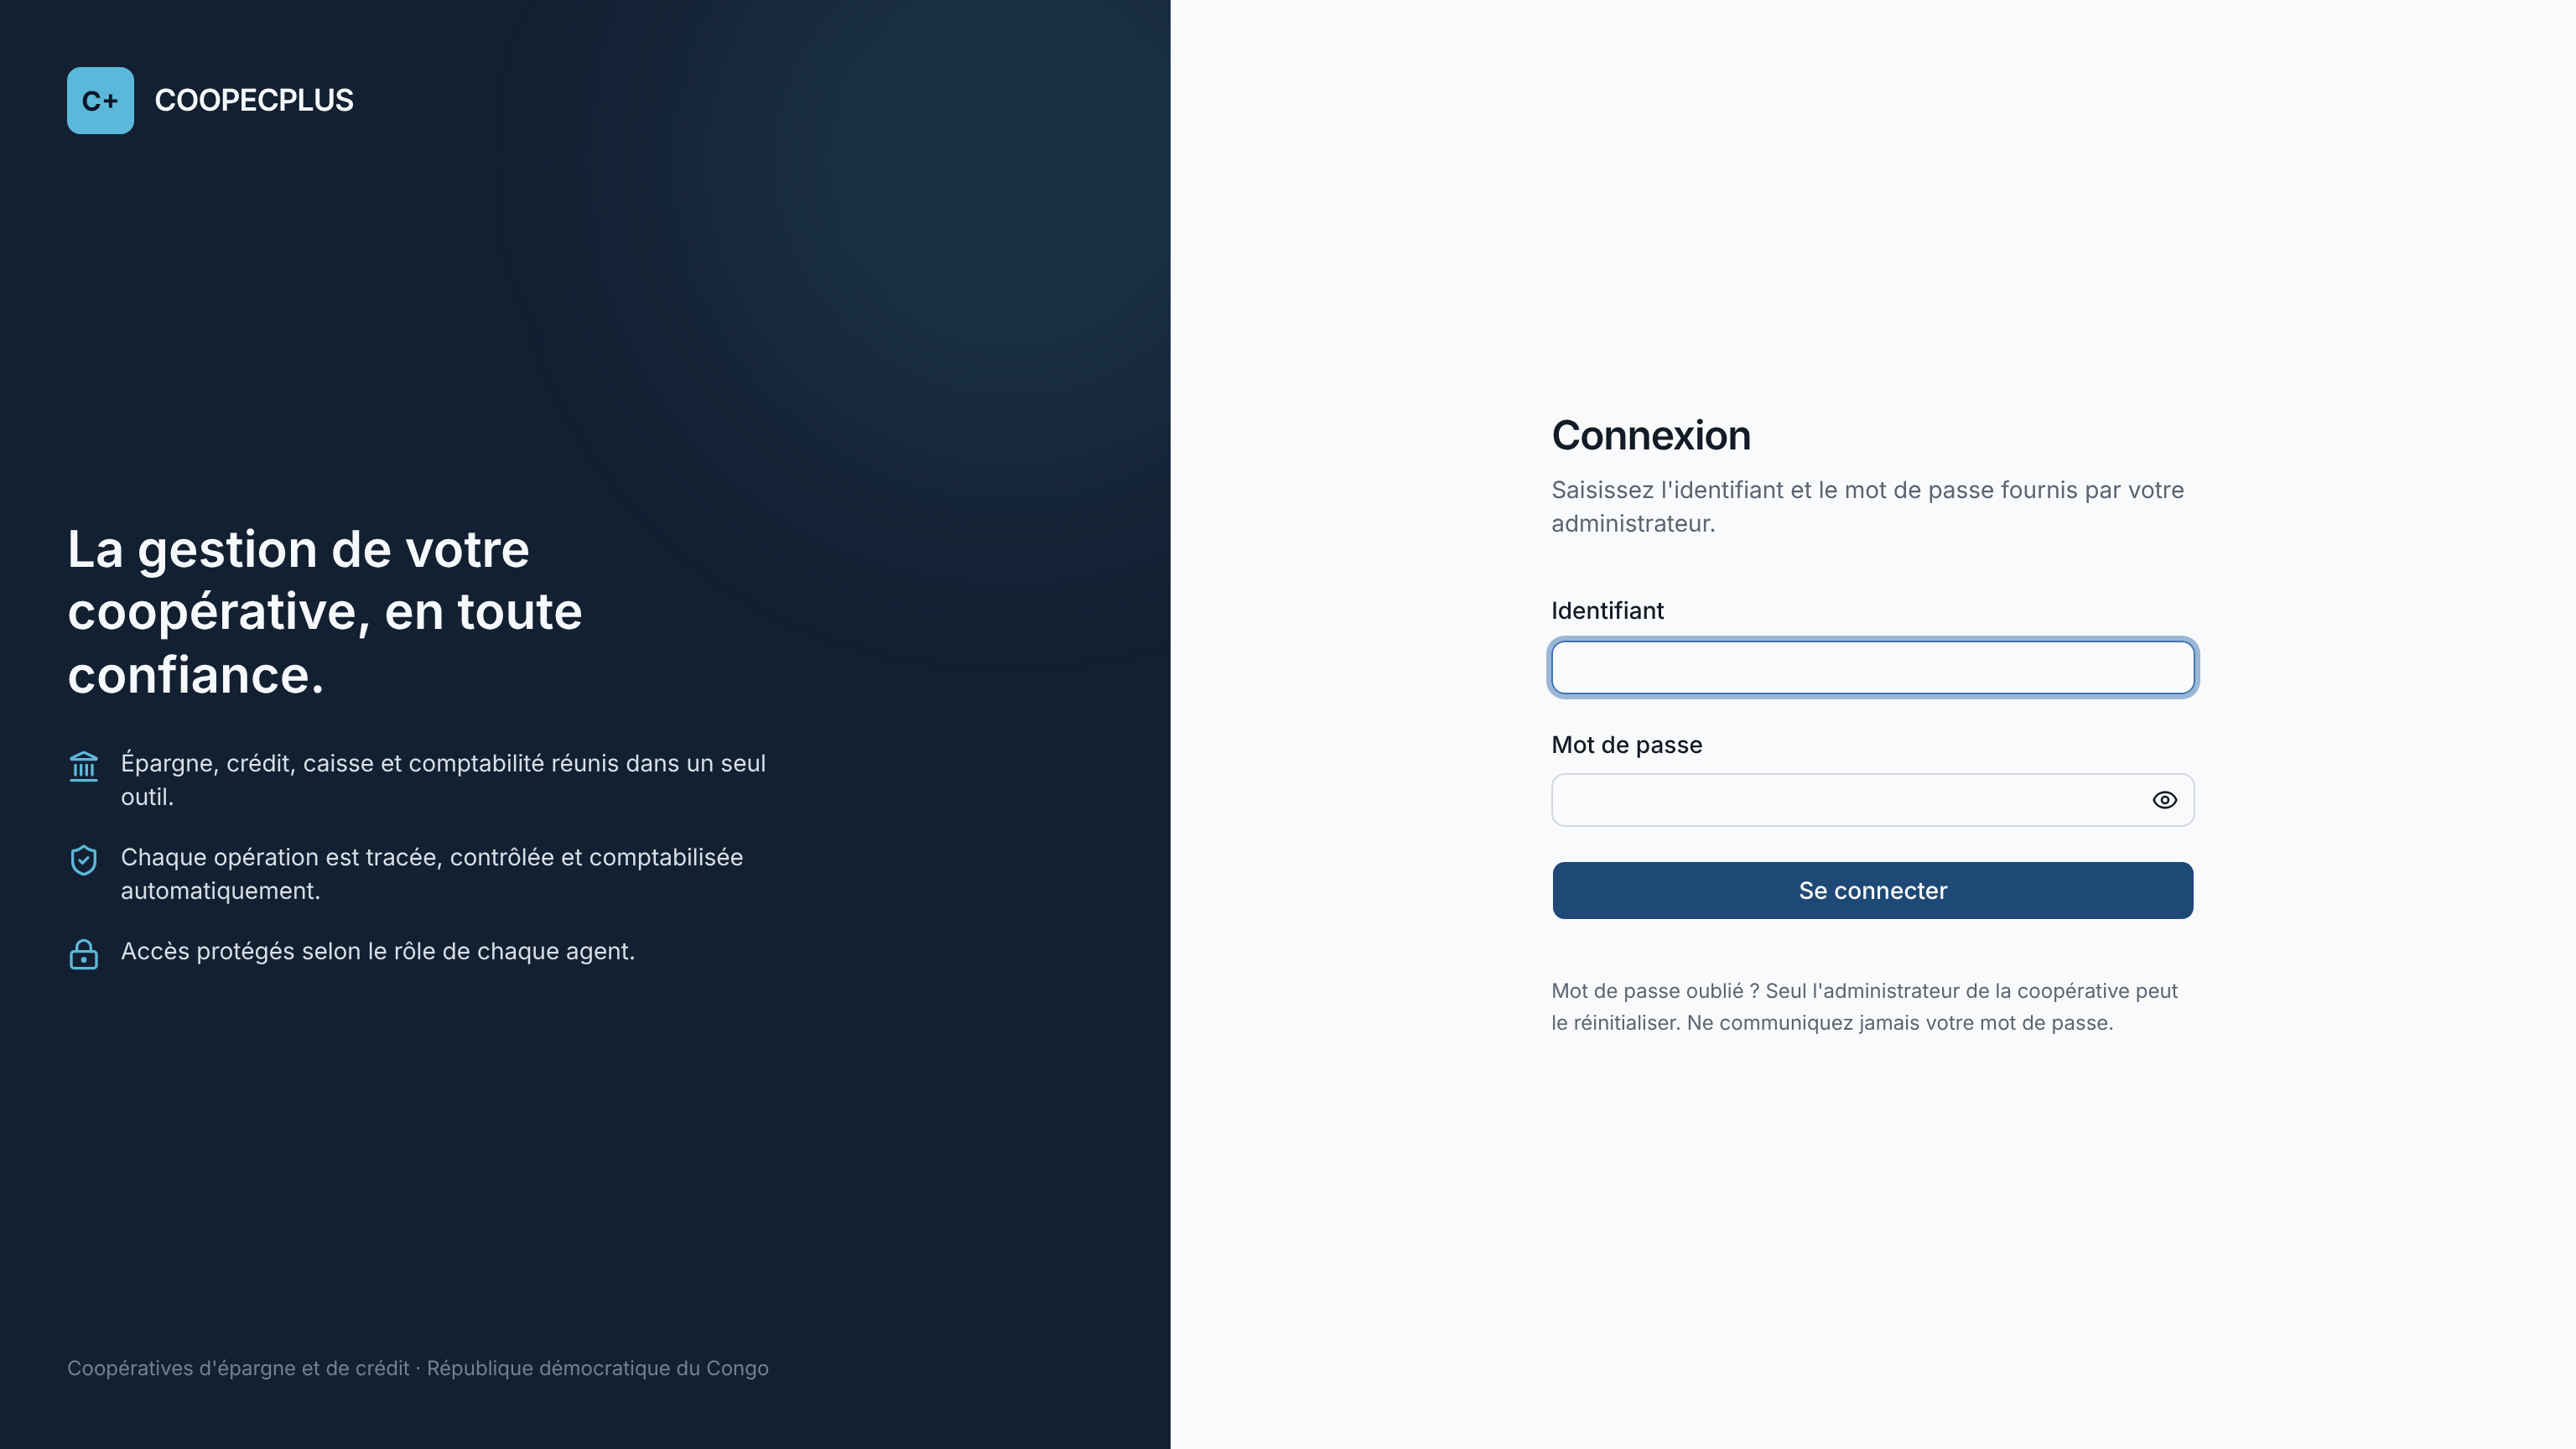 C+ COOPECPLUS
La gestion de votre
coopérative, en toute
confiance.
Épargne, crédit, caisse et comptabilité réunis dans un seul
outil.
Chaque opération est tracée, contrôlée et comptabilisée
automatiquement.
Accès protégés selon le rôle de chaque agent.
Coopératives d'épargne et de crédit · République démocratique du Congo
Connexion
Saisissez l'identifiant et le mot de passe fournis par votre
administrateur.
Identifiant
Mot de passe
Se connecter
Mot de passe oublié ? Seul l'administrateur de la coopérative peut
le réinitialiser. Ne communiquez jamais votre mot de passe.